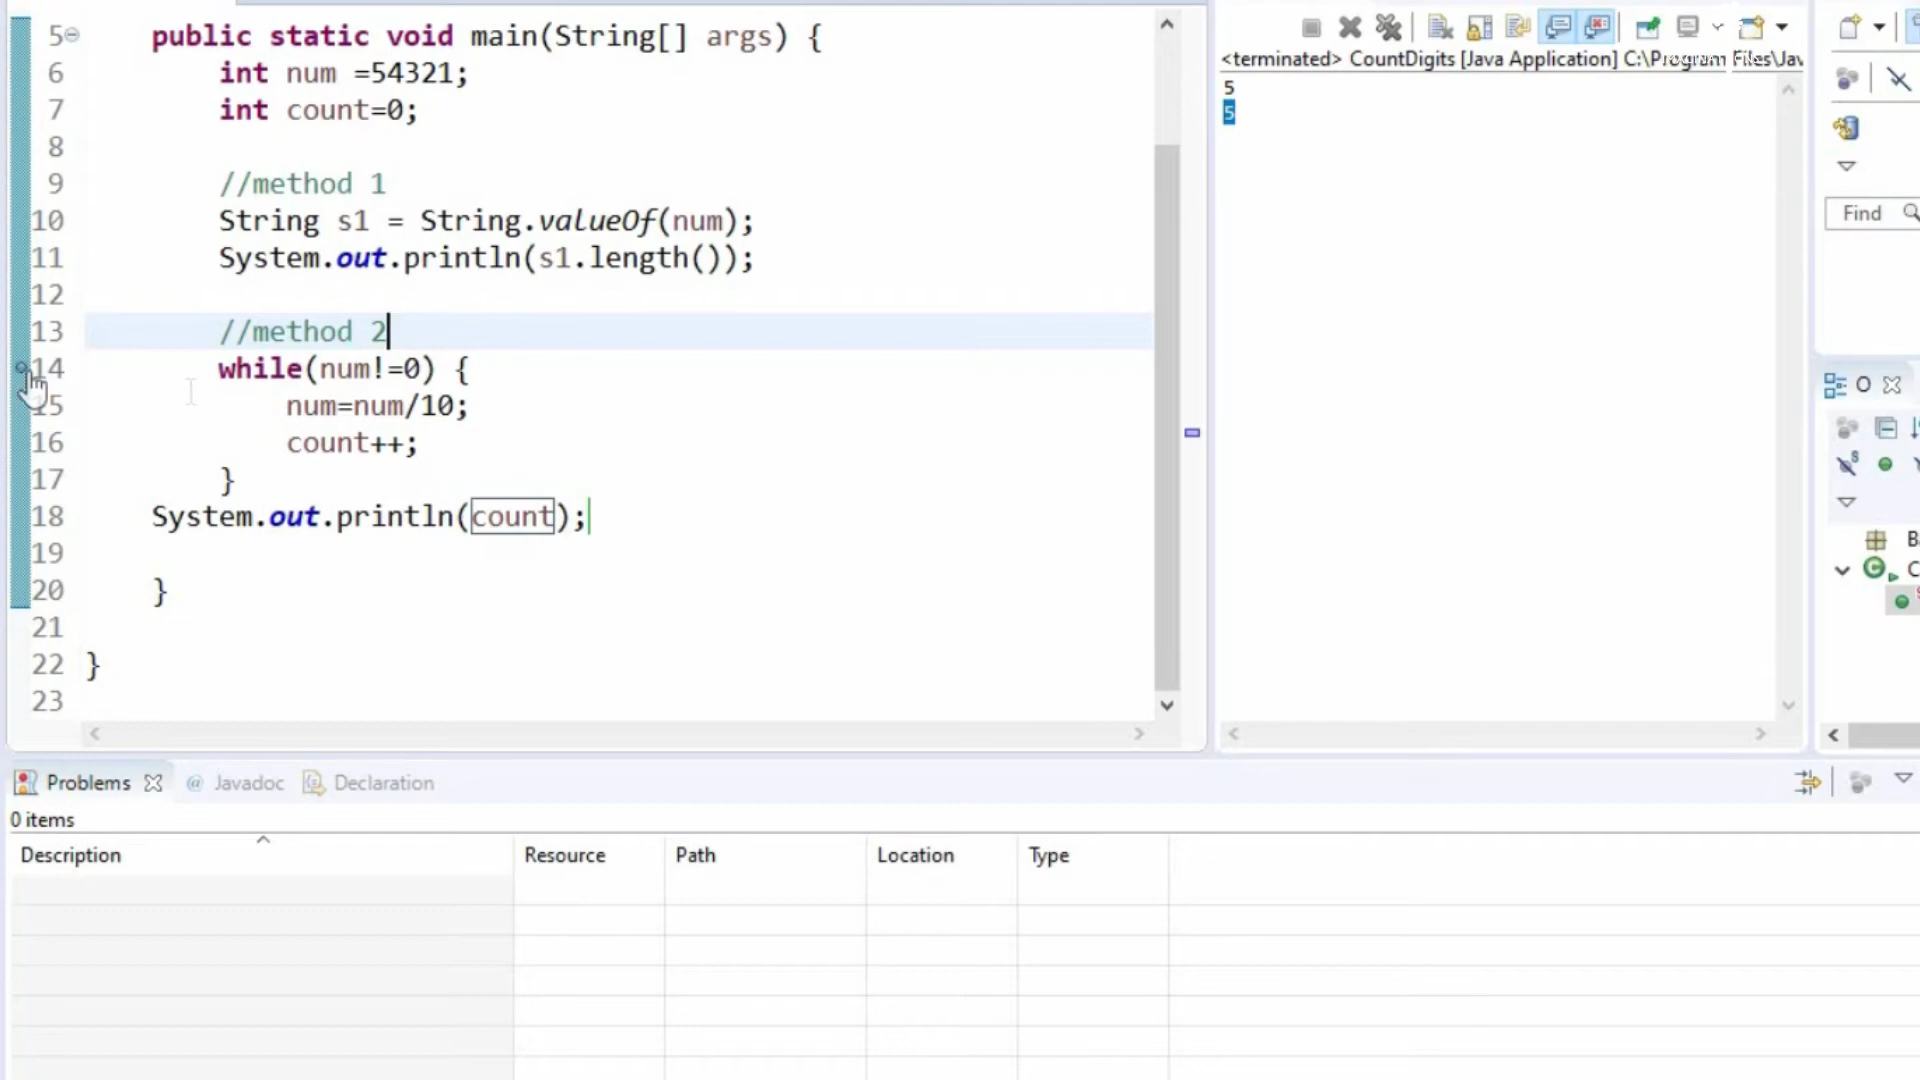 5 public static void main(String[] args) {
6 int num =54321;
7 int count=0;
8
9 //method 1
10 String s1 = String.valueOf(num);
11 System.out.println(s1.length());
12
13 //method 2
14 while(num!=0) {
15 num=num/10;
16 count++;
17 }
18 System.out.println(count);
19
20 }
21
22 }
23
<terminated> CountDigits [Java Application] C:\Program Files\Jav
5
5
Find
O
B
C
Problems @ Javadoc Declaration
0 items
Description Resource Path Location Type